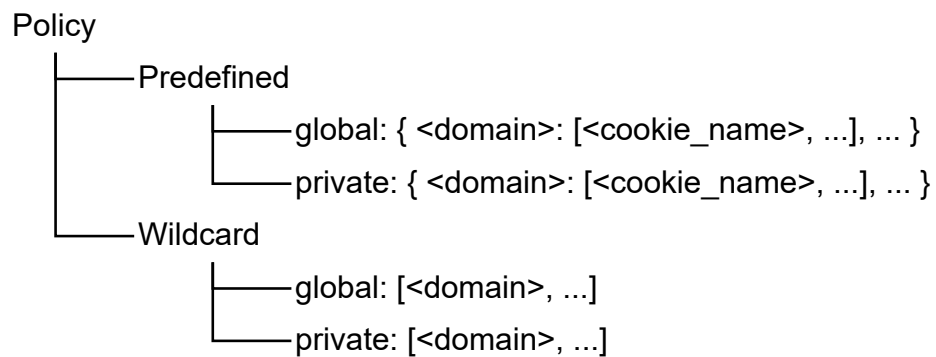 Policy
Predefined
global: { <domain>: [<cookie_name>, ...], ... }
private: { <domain>: [<cookie_name>, ...], ... }
Wildcard
global: [<domain>, ...]
private: [<domain>, ...]